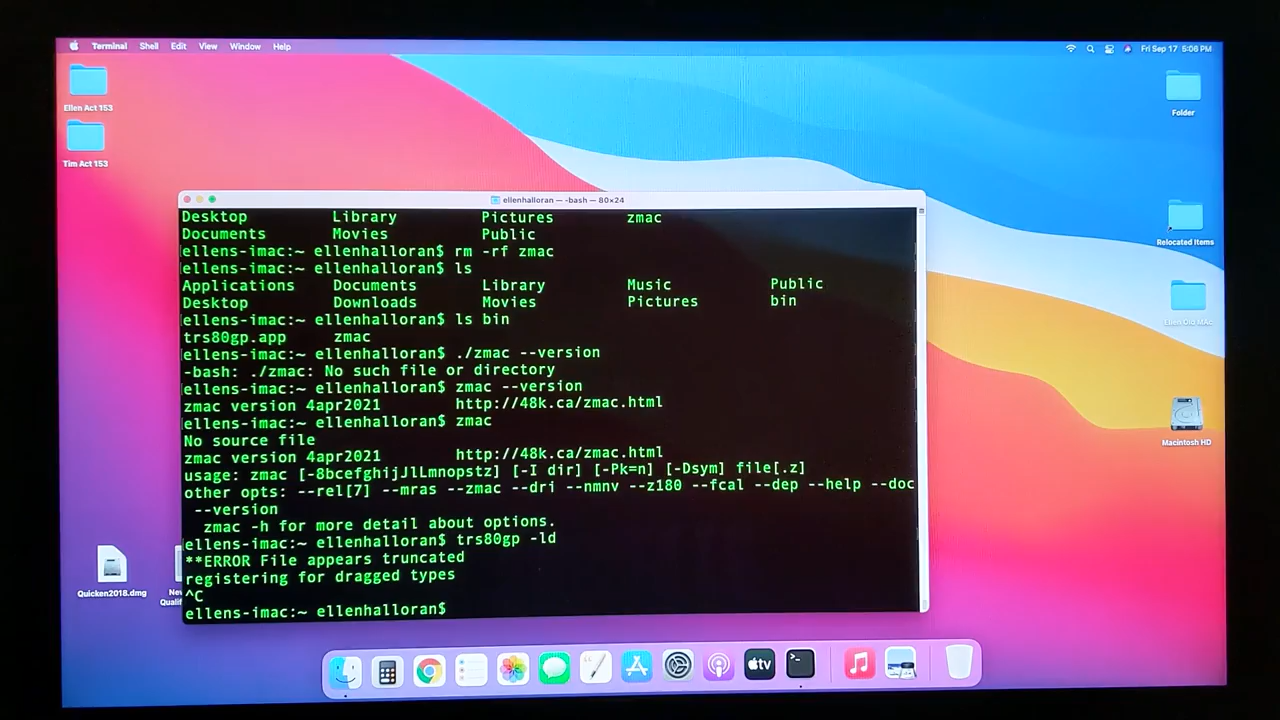 Terminal Shell Edit View Window Help Fri Sep 17 5:06 PM
Ellen Act 153
Tim Act 153
Folder
Relocated Items
Ellen Old MAc
Macintosh HD
Quicken2018.dmg
ellenhalloran — -bash — 80×24
Desktop Library Pictures zmac
Documents Movies Public
ellens-imac:~ ellenhalloran$ rm -rf zmac
ellens-imac:~ ellenhalloran$ ls
Applications Documents Library Music Public
Desktop Downloads Movies Pictures bin
ellens-imac:~ ellenhalloran$ ls bin
trs80gp.app zmac
ellens-imac:~ ellenhalloran$ ./zmac --version
-bash: ./zmac: No such file or directory
ellens-imac:~ ellenhalloran$ zmac --version
zmac version 4apr2021 http://48k.ca/zmac.html
ellens-imac:~ ellenhalloran$ zmac
No source file
zmac version 4apr2021 http://48k.ca/zmac.html
usage: zmac [-8bcefghijJlLmnopstz] [-I dir] [-Pk=n] [-Dsym] file[.z]
other opts: --rel[7] --mras --zmac --dri --nmnv --z180 --fcal --dep --help --doc
--version
zmac -h for more detail about options.
ellens-imac:~ ellenhalloran$ trs80gp -ld
**ERROR File appears truncated
registering for dragged types
^C
ellens-imac:~ ellenhalloran$
tv